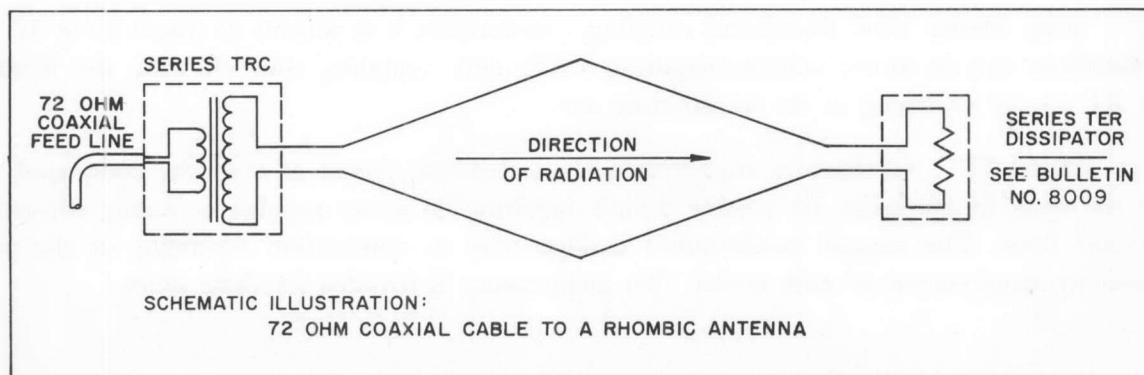 SERIES TRC
72 OHM
COAXIAL
FEED LINE
DIRECTION
OF RADIATION
SERIES TER
DISSIPATOR
SEE BULLETIN
NO. 8009
SCHEMATIC ILLUSTRATION:
72 OHM COAXIAL CABLE TO A RHOMBIC ANTENNA